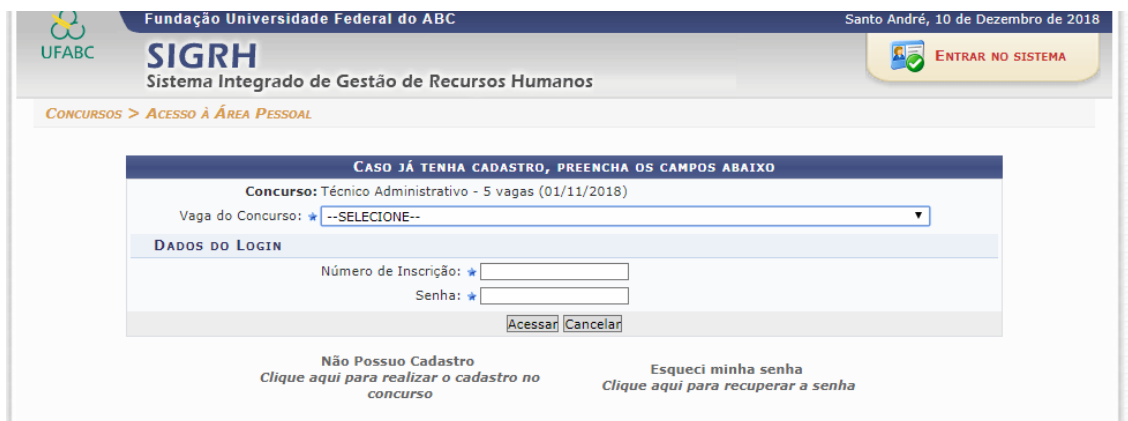 Fundação Universidade Federal do ABC
Santo André, 10 de Dezembro de 2018
UFABC
SIGRH
Sistema Integrado de Gestão de Recursos Humanos
ENTRAR NO SISTEMA
CONCURSOS > ACESSO À ÁREA PESSOAL
CASO JÁ TENHA CADASTRO, PREENCHA OS CAMPOS ABAIXO
Concurso: Técnico Administrativo - 5 vagas (01/11/2018)
Vaga do Concurso: --SELECIONE--
DADOS DO LOGIN
Número de Inscrição:
Senha:
Acessar Cancelar
Não Possuo Cadastro
Clique aqui para realizar o cadastro no
concurso
Esqueci minha senha
Clique aqui para recuperar a senha